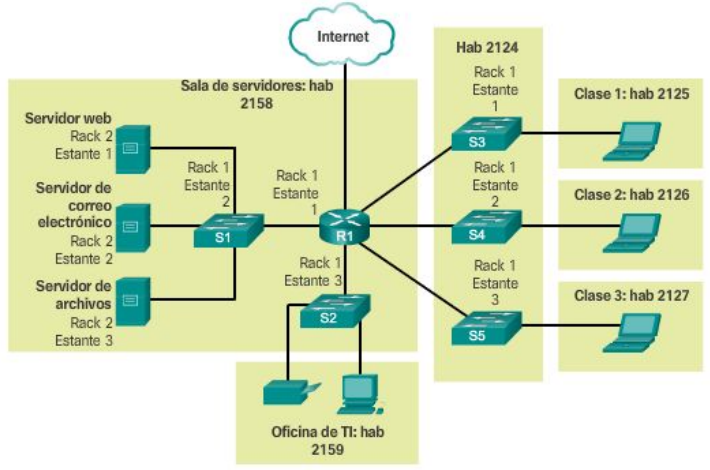 Internet
Sala de servidores: hab
2158
Servidor web
Rack 2
Estante 1
Servidor de
correo
electrónico
Rack 2
Estante 2
Servidor de
archivos
Rack 2
Estante 3
Rack 1
Estante
2
S1
Rack 1
Estante
1
R1
Rack 1
Estante 3
S2
Oficina de TI: hab
2159
Hab 2124
Rack 1
Estante
1
S3
Rack 1
Estante
2
S4
Rack 1
Estante
3
S5
Clase 1: hab 2125
Clase 2: hab 2126
Clase 3: hab 2127